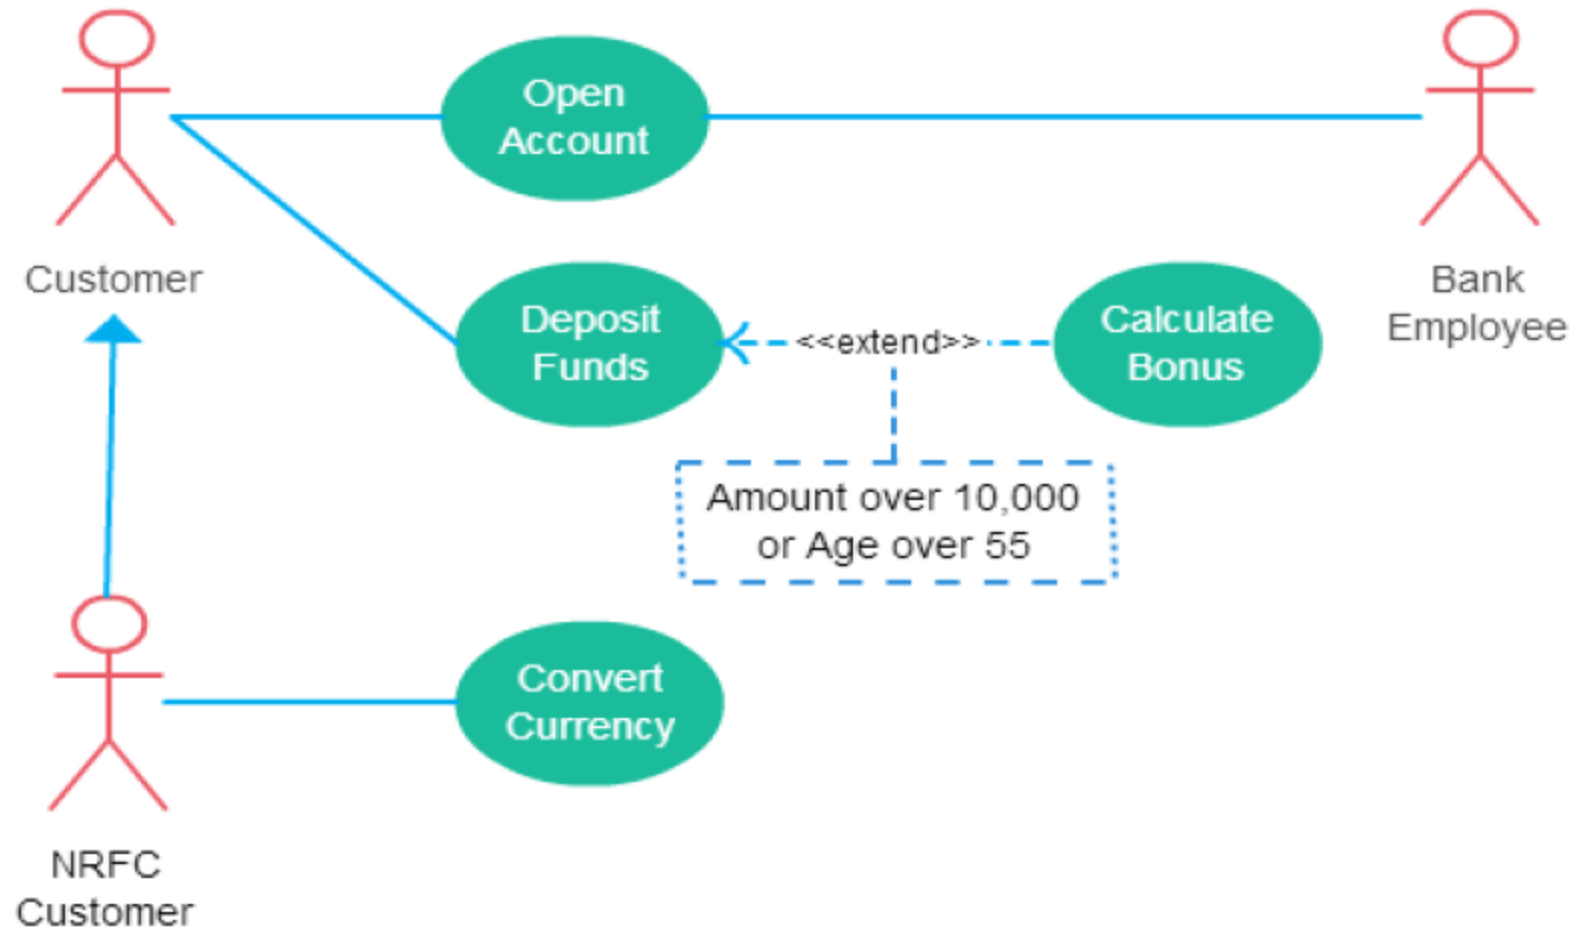 Open
Account
Customer
Bank
Employee
Deposit
Funds
<<extend>>
Calculate
Bonus
Amount over 10,000
or Age over 55
Convert
Currency
NRFC
Customer